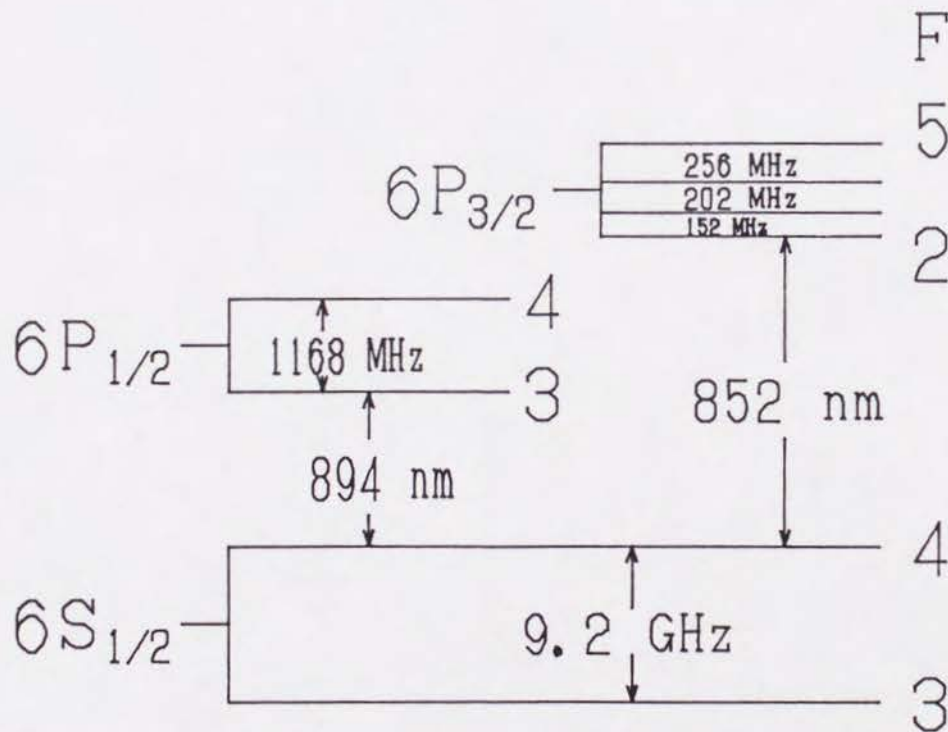 F
5
256 MHz
6P3/2
202 MHz
152 MHz
2
4
6P1/2
1168 MHz
3
852 nm
894 nm
4
6S1/2
9.2 GHz
3